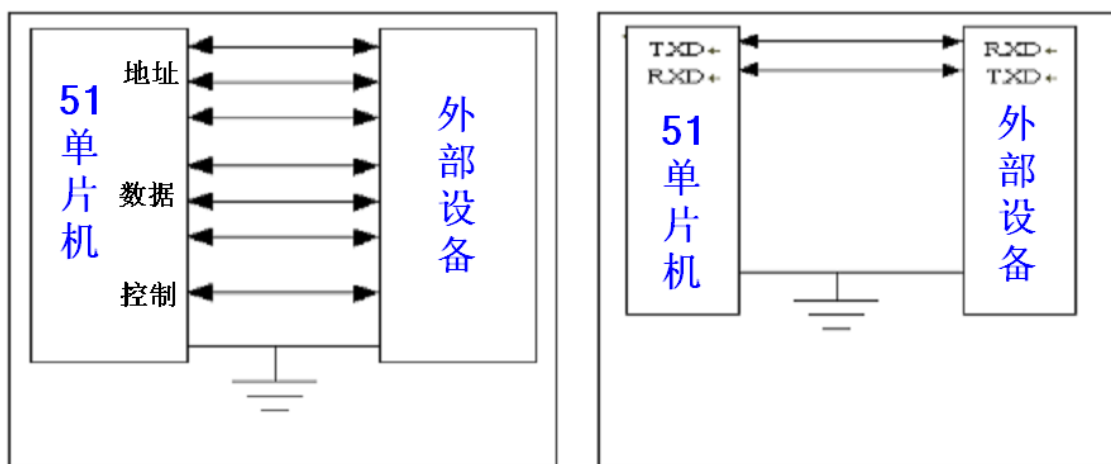 地址
数据
控制
51
单
片
机
外
部
设
备
TXD←
RXD←
51
单
片
机
RXD←
TXD←
外
部
设
备